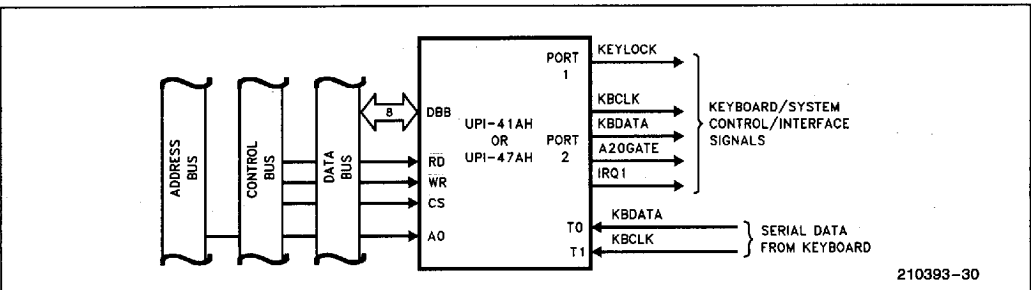 ADDRESS
BUS
CONTROL
BUS
DATA
BUS
8
DBB
RD
WR
CS
A0
UPI-41AH
OR
UPI-47AH
PORT
1
PORT
2
T0
T1
KEYLOCK
KBCLK
KBDATA
A20GATE
IRQ1
KEYBOARD/SYSTEM
CONTROL/INTERFACE
SIGNALS
KBDATA
KBCLK
SERIAL DATA
FROM KEYBOARD
210393-30